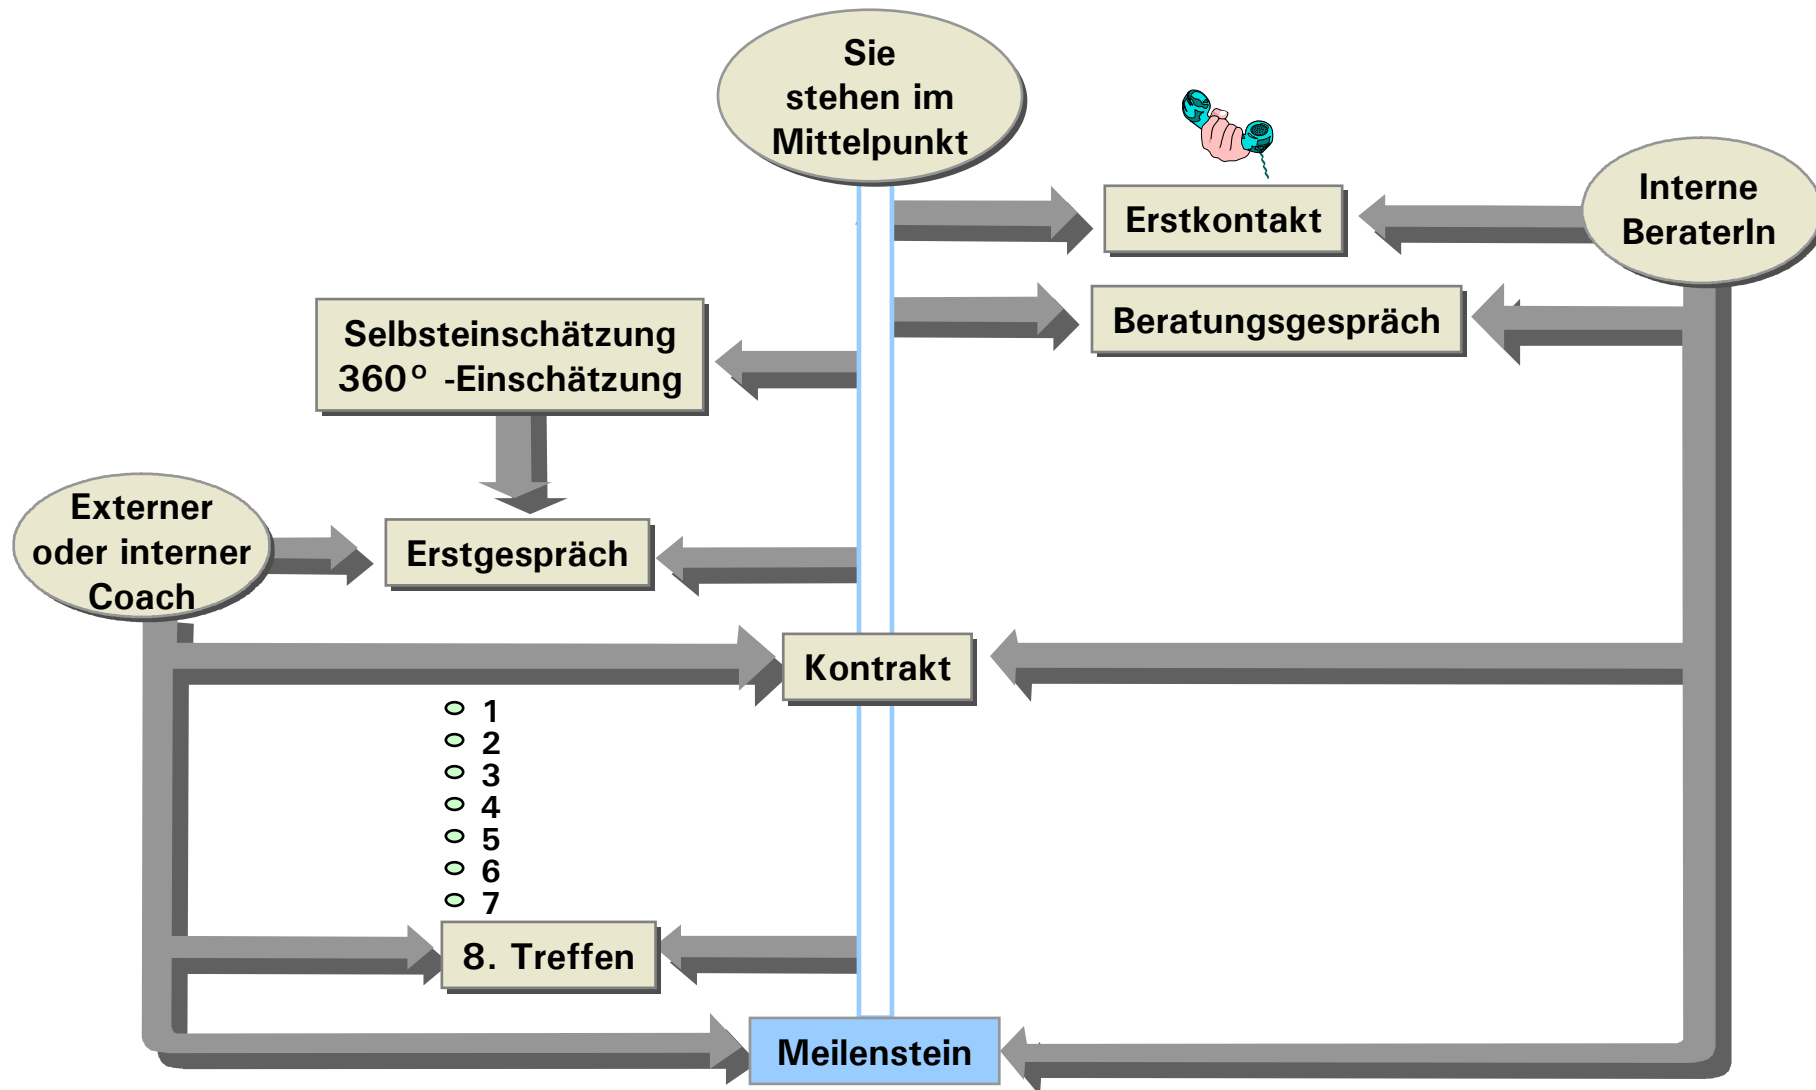 Sie
stehen im
Mittelpunkt
Interne
BeraterIn
Erstkontakt
Beratungsgespräch
Selbsteinschätzung
360° -Einschätzung
Externer
oder interner
Coach
Erstgespräch
Kontrakt
1
2
3
4
5
6
7
8. Treffen
Meilenstein